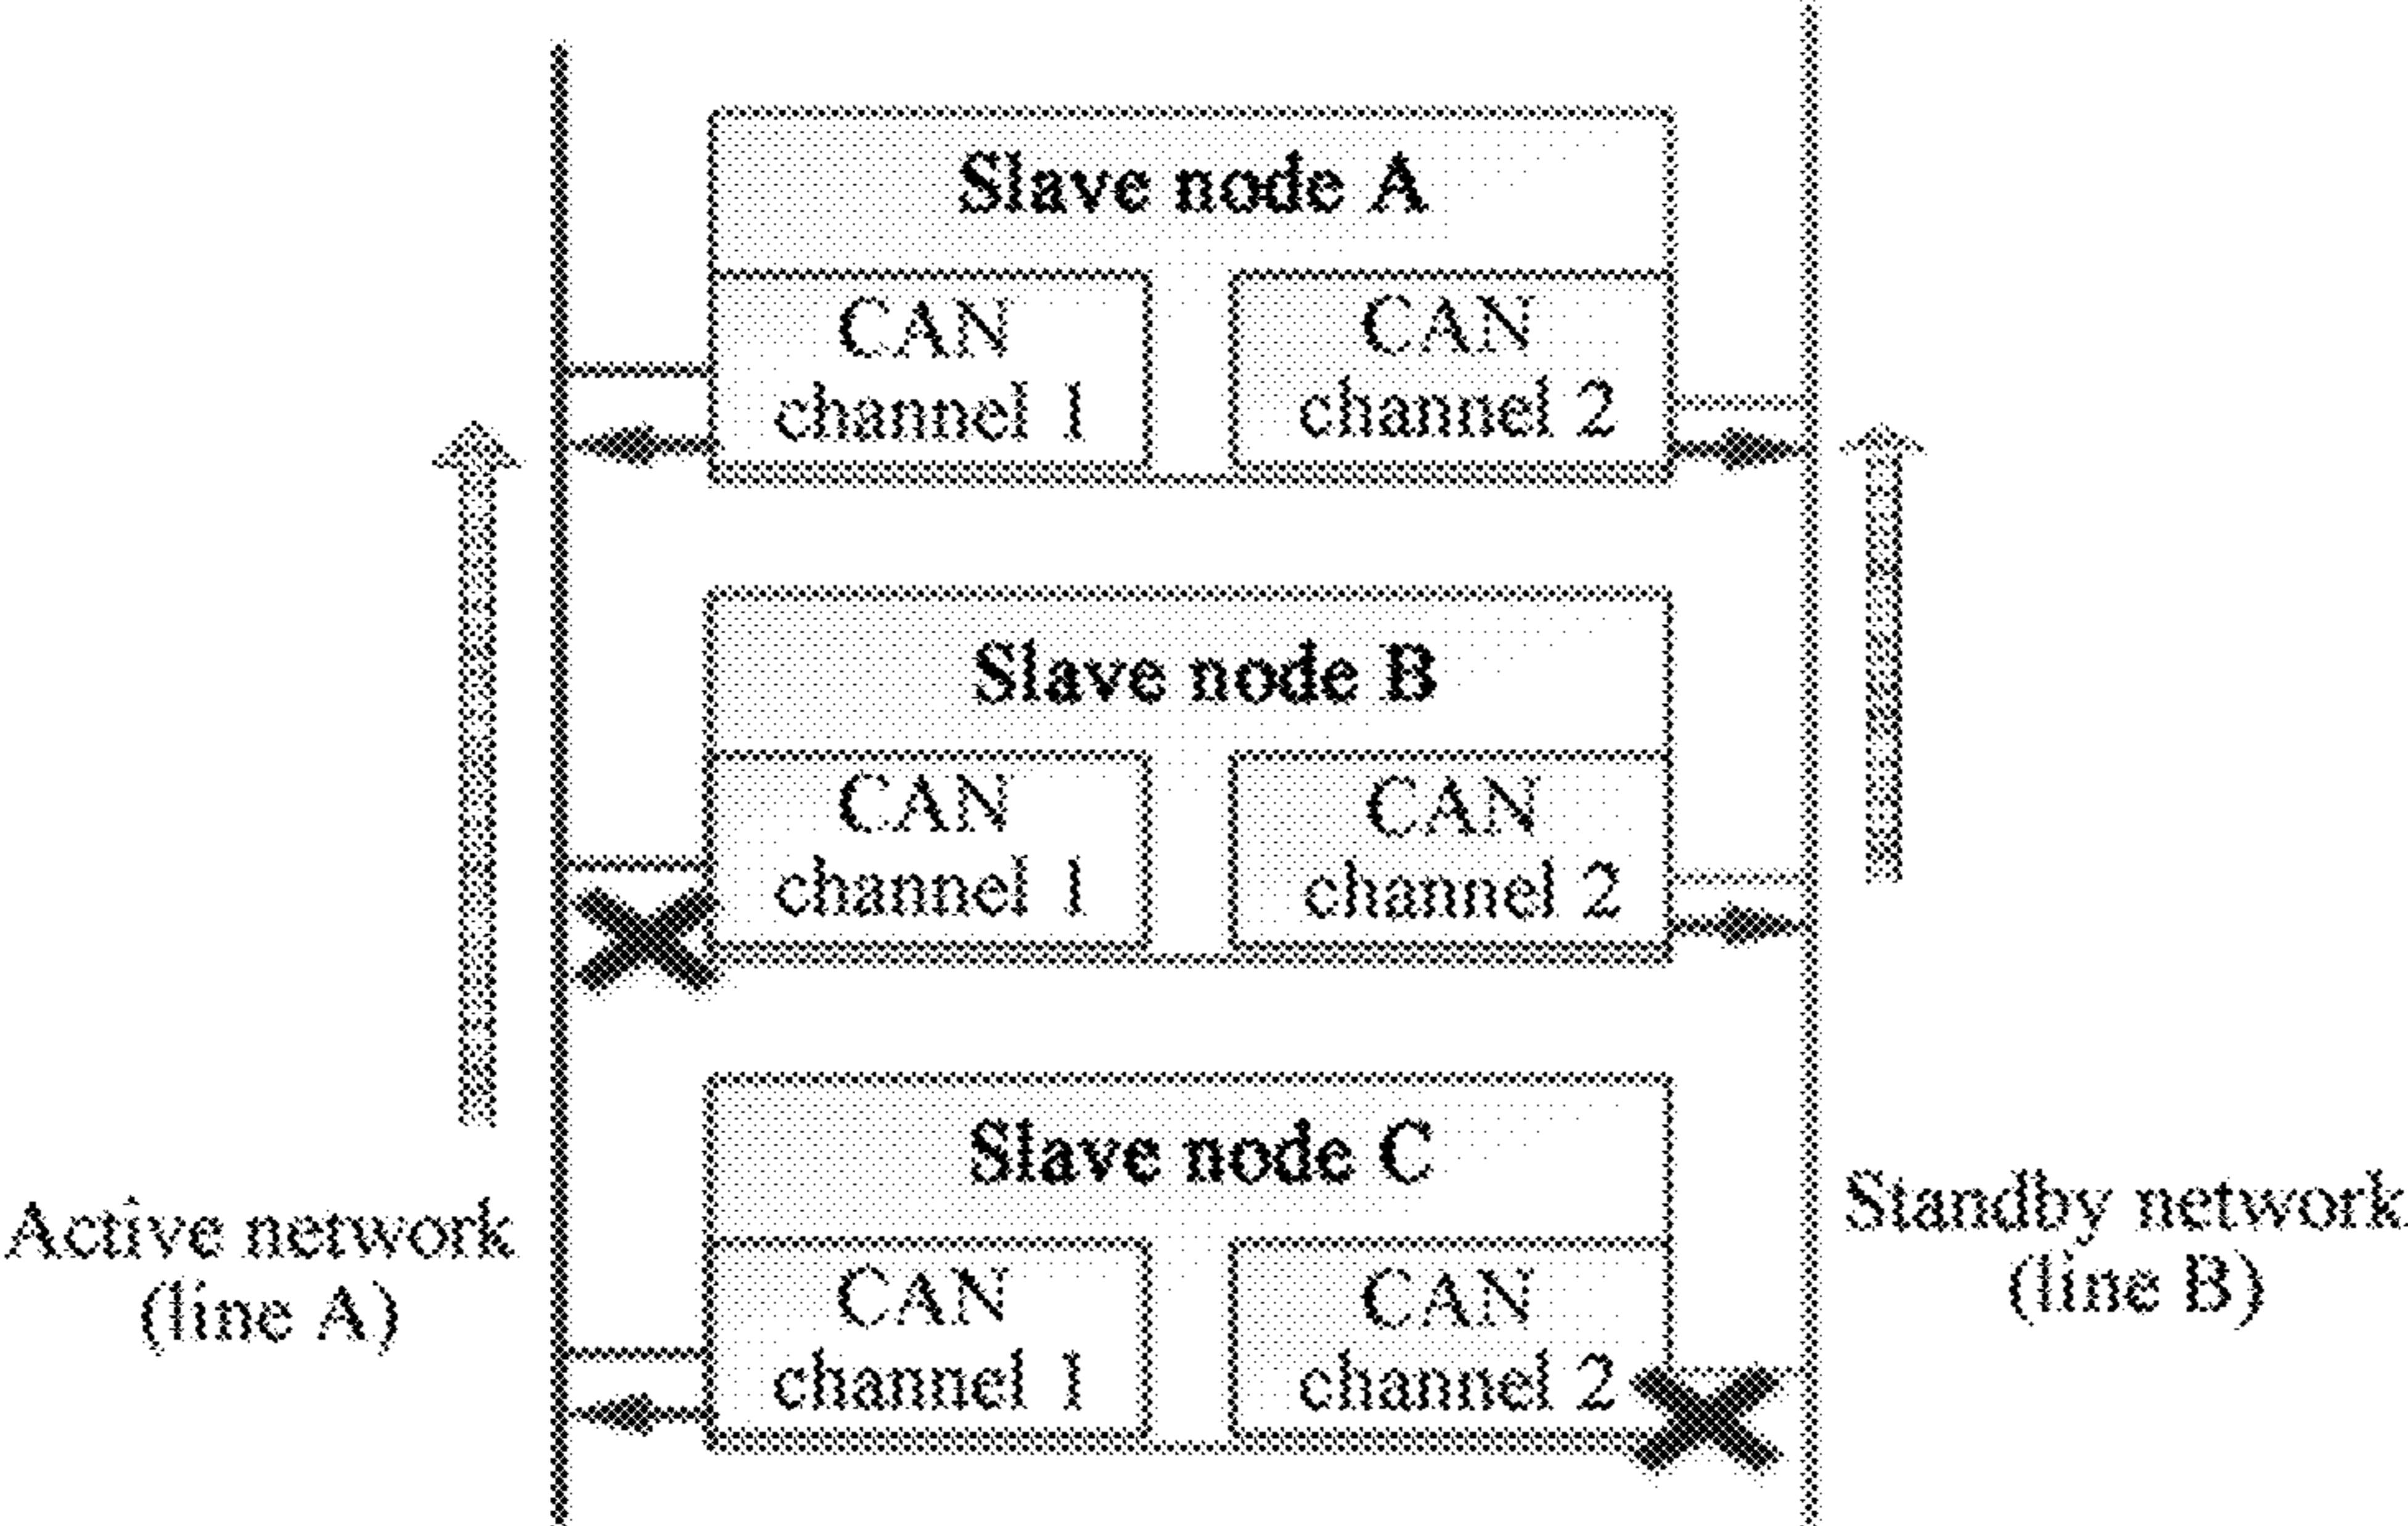 Slave node A
CAN
channel 1
CAN
channel 2
Slave node B
CAN
channel 1
CAN
channel 2
Slave node C
CAN
channel 1
CAN
channel 2
Active network
(line A)
Standby network
(line B)